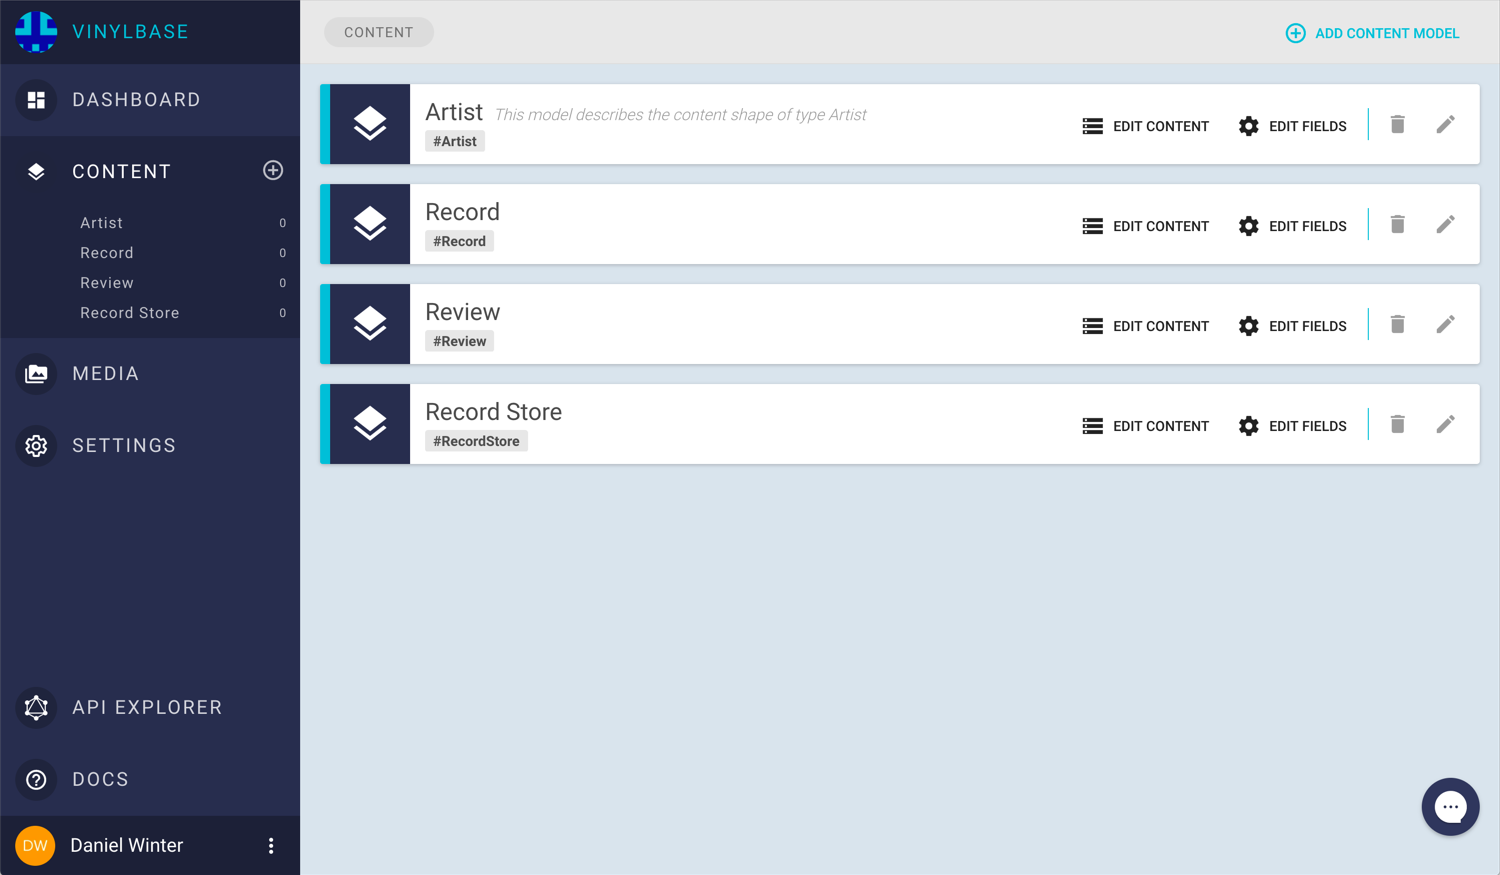 VINYLBASE
DASHBOARD
CONTENT
Artist 0
Record 0
Review 0
Record Store 0
MEDIA
SETTINGS
API EXPLORER
DOCS
DW Daniel Winter
CONTENT
ADD CONTENT MODEL
Artist This model describes the content shape of type Artist
#Artist
EDIT CONTENT EDIT FIELDS
Record
#Record
EDIT CONTENT EDIT FIELDS
Review
#Review
EDIT CONTENT EDIT FIELDS
Record Store
#RecordStore
EDIT CONTENT EDIT FIELDS